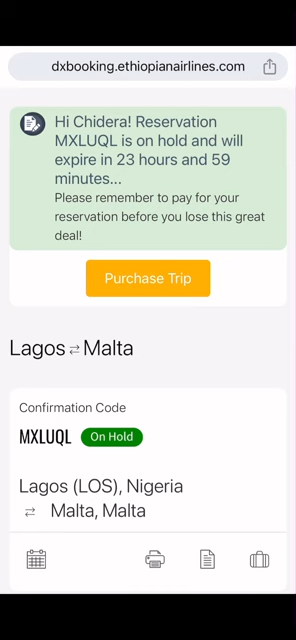 dxbooking.ethiopianairlines.com
Hi Chidera! Reservation
MXLUQL is on hold and will
expire in 23 hours and 59
minutes...
Please remember to pay for your
reservation before you lose this great
deal!
Purchase Trip
Lagos ⇄ Malta
Confirmation Code
MXLUQL On Hold
Lagos (LOS), Nigeria
⇄ Malta, Malta